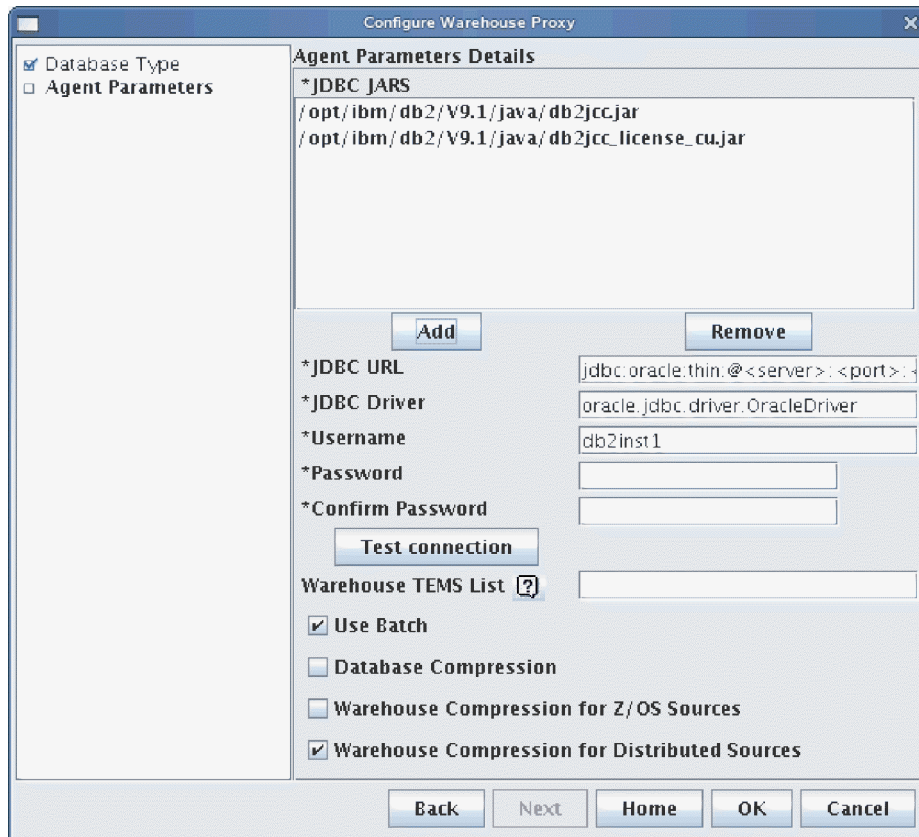 Configure Warehouse Proxy
Database Type
Agent Parameters
Agent Parameters Details
*JDBC JARS
/opt/ibm/db2/V9.1/java/db2jcc.jar
/opt/ibm/db2/V9.1/java/db2jcc_license_cu.jar
Add Remove
*JDBC URL jdbc:oracle:thin:@<server>:<port>:<
*JDBC Driver oracle.jdbc.driver.OracleDriver
*Username db2inst1
*Password
*Confirm Password
Test connection
Warehouse TEMS List ?
Use Batch
Database Compression
Warehouse Compression for Z/OS Sources
Warehouse Compression for Distributed Sources
Back Next Home OK Cancel